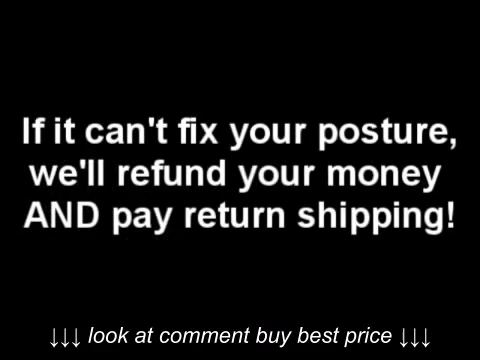 If it can't fix your posture,
we'll refund your money
AND pay return shipping!
↓↓↓ look at comment buy best price ↓↓↓